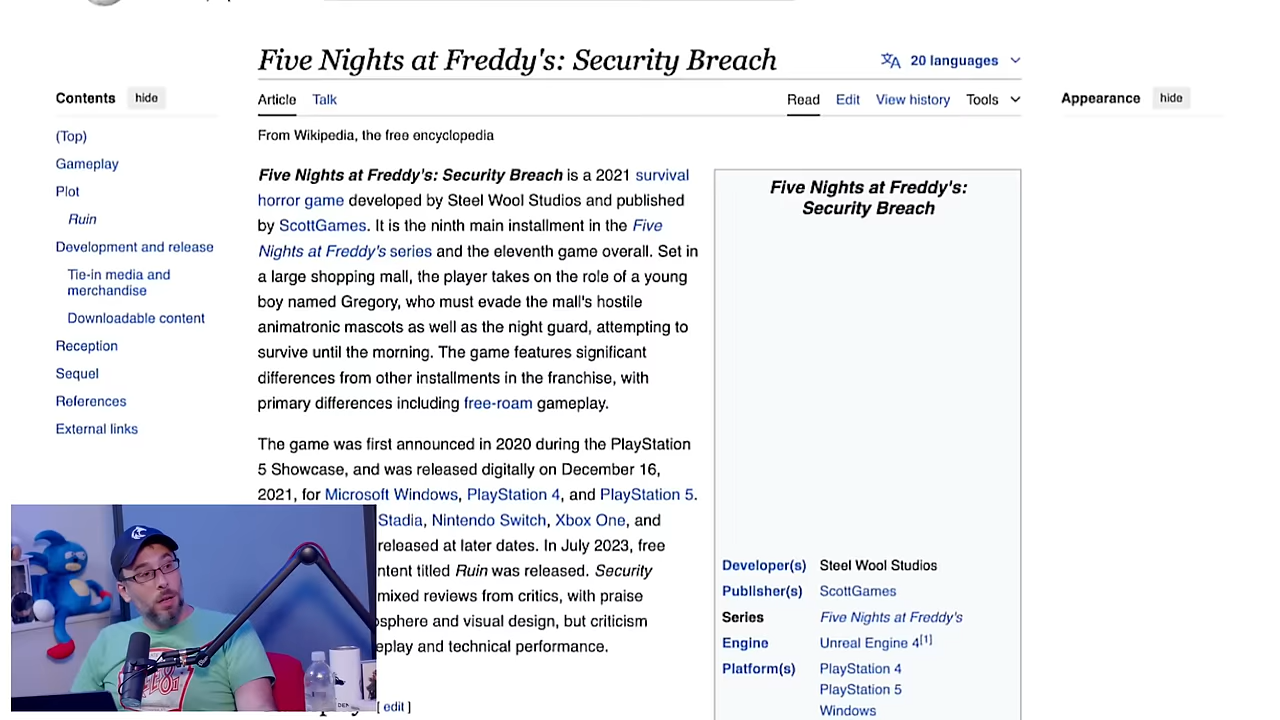 Five Nights at Freddy's: Security Breach
20 languages
Contents hide
Article Talk
Read Edit View history Tools
Appearance hide
(Top)
Gameplay
Plot
Ruin
Development and release
Tie-in media and
merchandise
Downloadable content
Reception
Sequel
References
External links
From Wikipedia, the free encyclopedia
Five Nights at Freddy's: Security Breach is a 2021 survival
horror game developed by Steel Wool Studios and published
by ScottGames. It is the ninth main installment in the Five
Nights at Freddy's series and the eleventh game overall. Set in
a large shopping mall, the player takes on the role of a young
boy named Gregory, who must evade the mall's hostile
animatronic mascots as well as the night guard, attempting to
survive until the morning. The game features significant
differences from other installments in the franchise, with
primary differences including free-roam gameplay.
The game was first announced in 2020 during the PlayStation
5 Showcase, and was released digitally on December 16,
2021, for Microsoft Windows, PlayStation 4, and PlayStation 5.
Stadia, Nintendo Switch, Xbox One, and
released at later dates. In July 2023, free
titled Ruin was released. Security
mixed reviews from critics, with praise
and visual design, but criticism
and technical performance.
[ edit ]
Five Nights at Freddy's:
Security Breach
Developer(s) Steel Wool Studios
Publisher(s) ScottGames
Series Five Nights at Freddy's
Engine Unreal Engine 4[1]
Platform(s) PlayStation 4
PlayStation 5
Windows